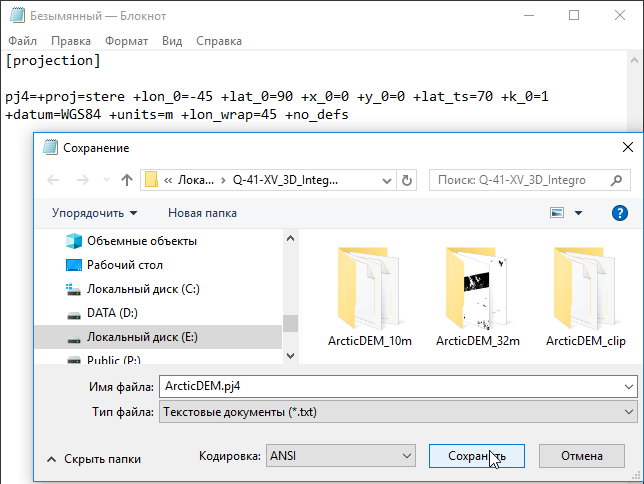 Безымянный — Блокнот
Файл Правка Формат Вид Справка
[projection]
pj4=+proj=stere +lon_0=-45 +lat_0=90 +x_0=0 +y_0=0 +lat_ts=70 +k_0=1
+datum=WGS84 +units=m +lon_wrap=45 +no_defs
Сохранение
« Лока... > Q-41-XV_3D_Integ...
Поиск: Q-41-XV_3D_Integro
Упорядочить Новая папка
Объемные объекты
Рабочий стол
Локальный диск (C:)
DATA (D:)
Локальный диск (E:)
Public (P:)
ArcticDEM_10m ArcticDEM_32m ArcticDEM_clip
Имя файла: ArcticDEM.pj4
Тип файла: Текстовые документы (*.txt)
Скрыть папки Кодировка: ANSI Сохранить Отмена